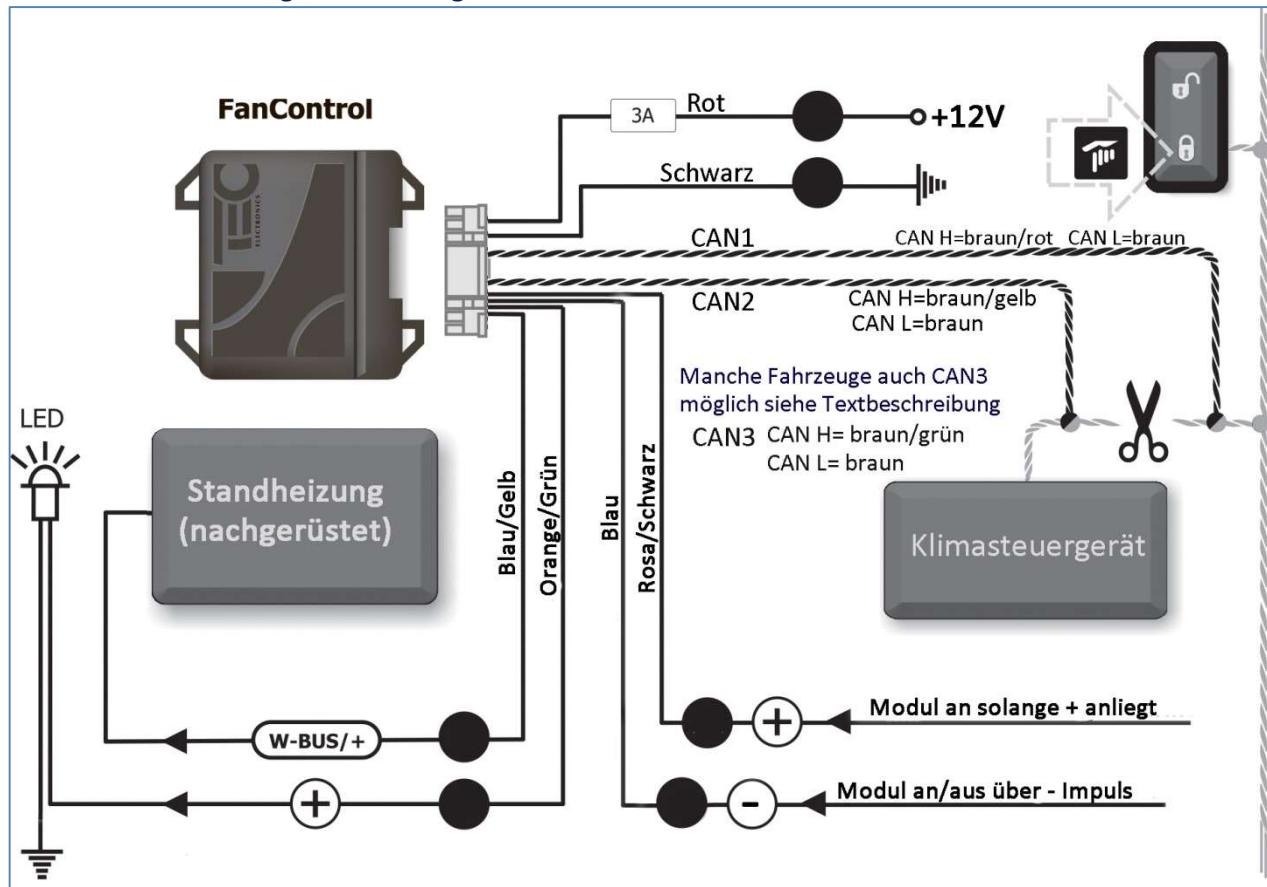 FanControl
TEC
ELECTRONICS
3A
Rot
+12V
Schwarz
CAN1
CAN H=braun/rot CAN L=braun
CAN2
CAN H=braun/gelb
CAN L=braun
Manche Fahrzeuge auch CAN3
möglich siehe Textbeschreibung
CAN3 CAN H= braun/grün
CAN L= braun
LED
Standheizung
(nachgerüstet)
Blau/Gelb
Orange/Grün
Blau
Rosa/Schwarz
Klimasteuergerät
W-BUS/+
+
+
Modul an solange + anliegt
-
Modul an/aus über - Impuls